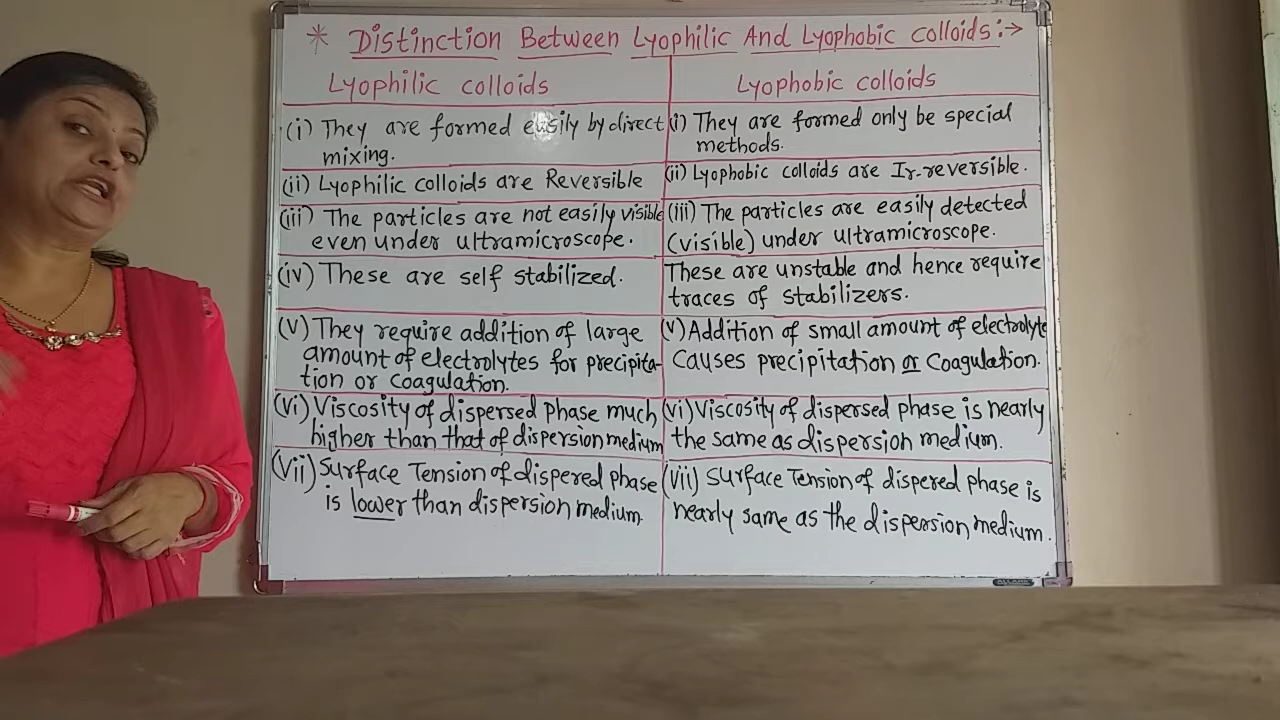 * Distinction Between Lyophilic And Lyophobic colloids:→
Lyophilic colloids
(i) They are formed easily by direct
mixing.
(ii) Lyophilic colloids are Reversible
(iii) The particles are not easily visible
even under ultramicroscope.
(iv) These are self stabilized.
(v) They require addition of large
amount of electrolytes for precipita-
tion or coagulation.
(vi) Viscosity of dispersed phase much
higher than that of dispersion medium
(vii) Surface Tension of dispered phase
is lower than dispersion medium.
Lyophobic colloids
(i) They are formed only be special
methods.
(ii) Lyophobic colloids are Ir-reversible.
(iii) The particles are easily detected
(visible) under ultramicroscope.
These are unstable and hence require
traces of stabilizers.
(v) Addition of small amount of electrolyte
causes precipitation or coagulation.
(vi) Viscosity of dispersed phase is nearly
the same as dispersion medium.
(vii) Surface Tension of dispered phase is
nearly same as the dispersion medium.